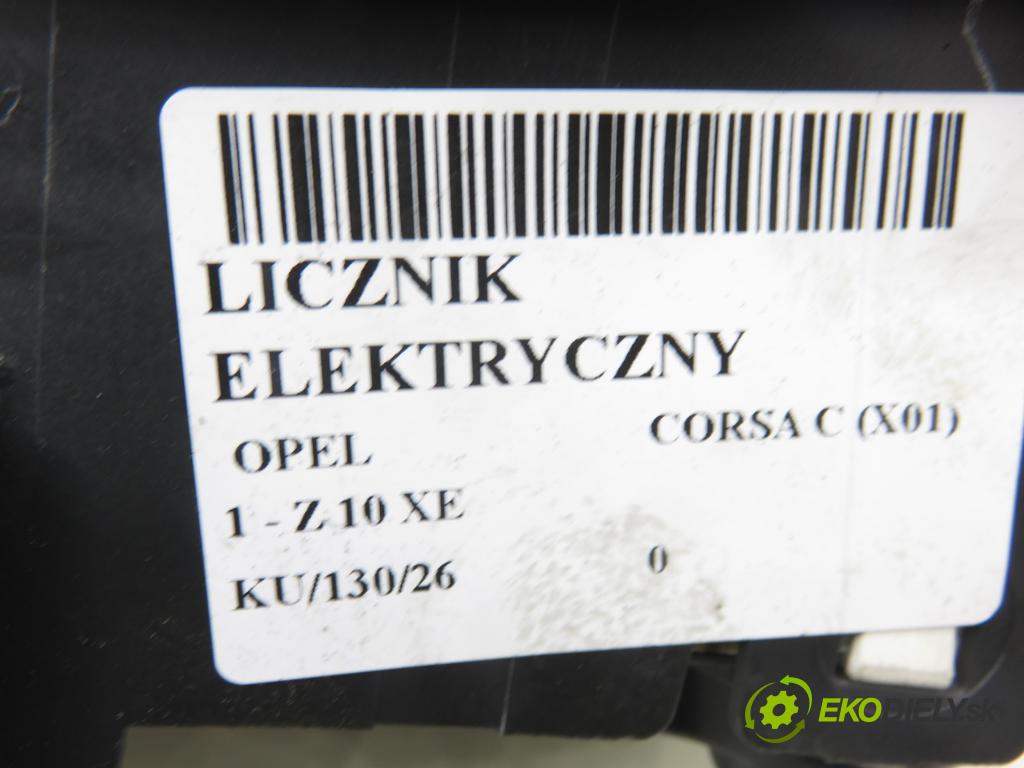 LICZNIK
ELEKTRYCZNY
OPEL CORSA C (X01)
1 - Z 10 XE
KU/130/26 0
EKODIELY.sk